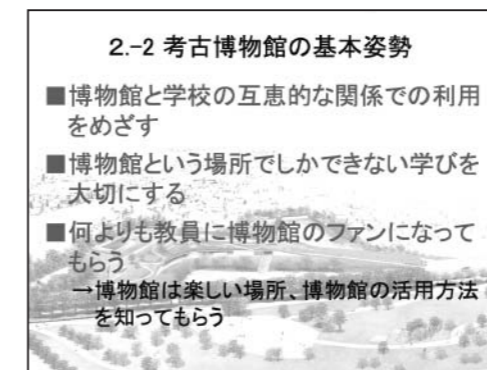 2.-2 考古博物館の基本姿勢
■博物館と学校の互恵的な関係での利用
をめざす
■博物館という場所でしかできない学びを
大切にする
■何よりも教員に博物館のファンになって
もらう
→博物館は楽しい場所、博物館の活用方法
を知ってもらう